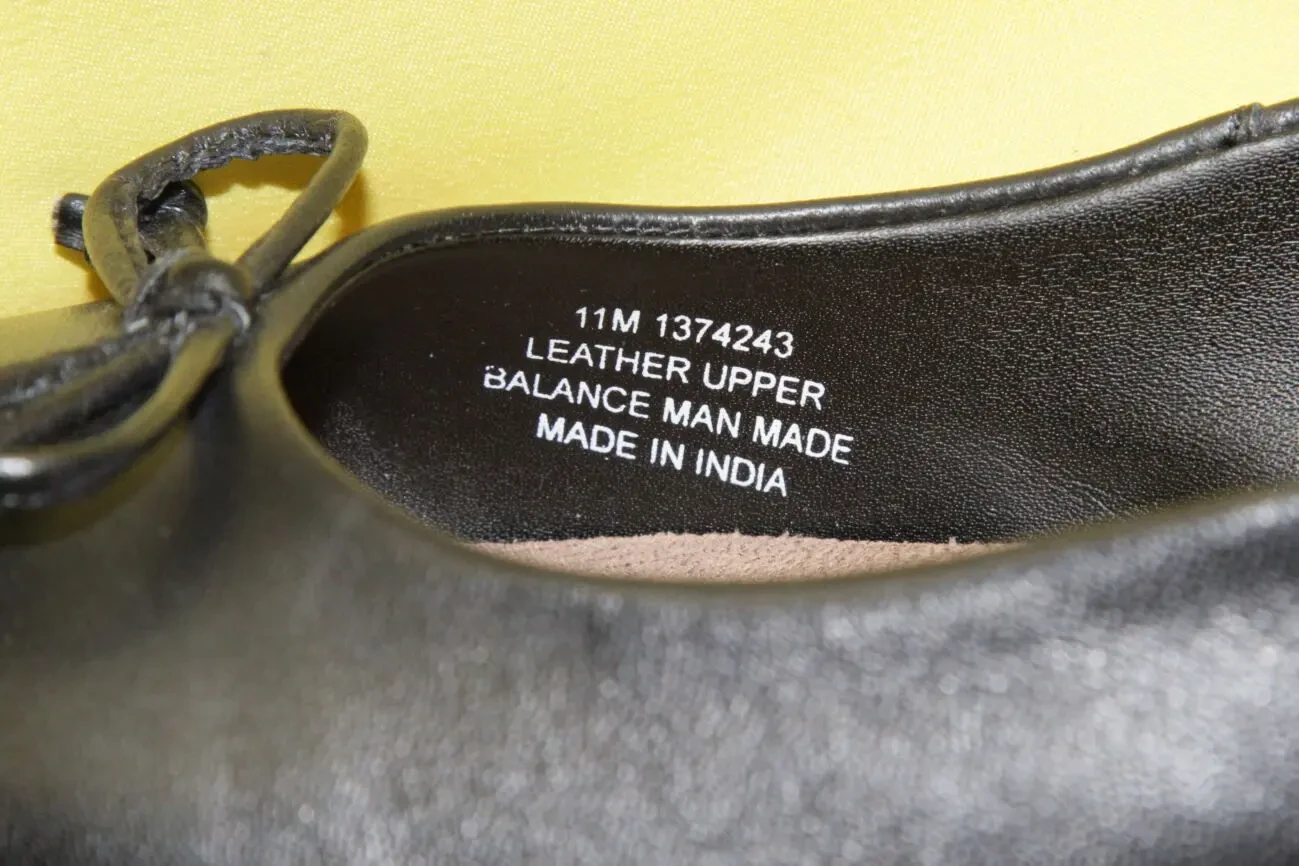 11M 1374243
LEATHER UPPER
BALANCE MAN MADE
MADE IN INDIA